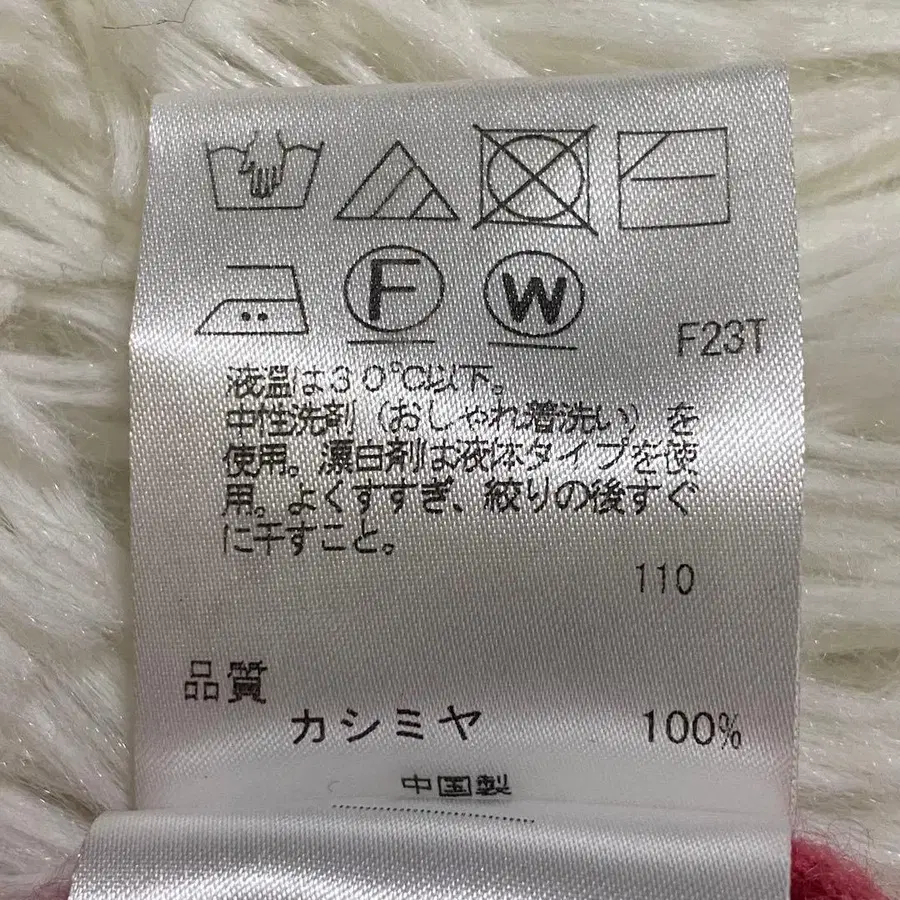 F W
F23T
液温は30℃以下。
中性洗剤（おしゃれ着洗い）を
使用。漂白剤は液体タイプを使
用。よくすすぎ、絞りの後すぐ
に干すこと。
110
品質
カシミヤ 100%
中国製